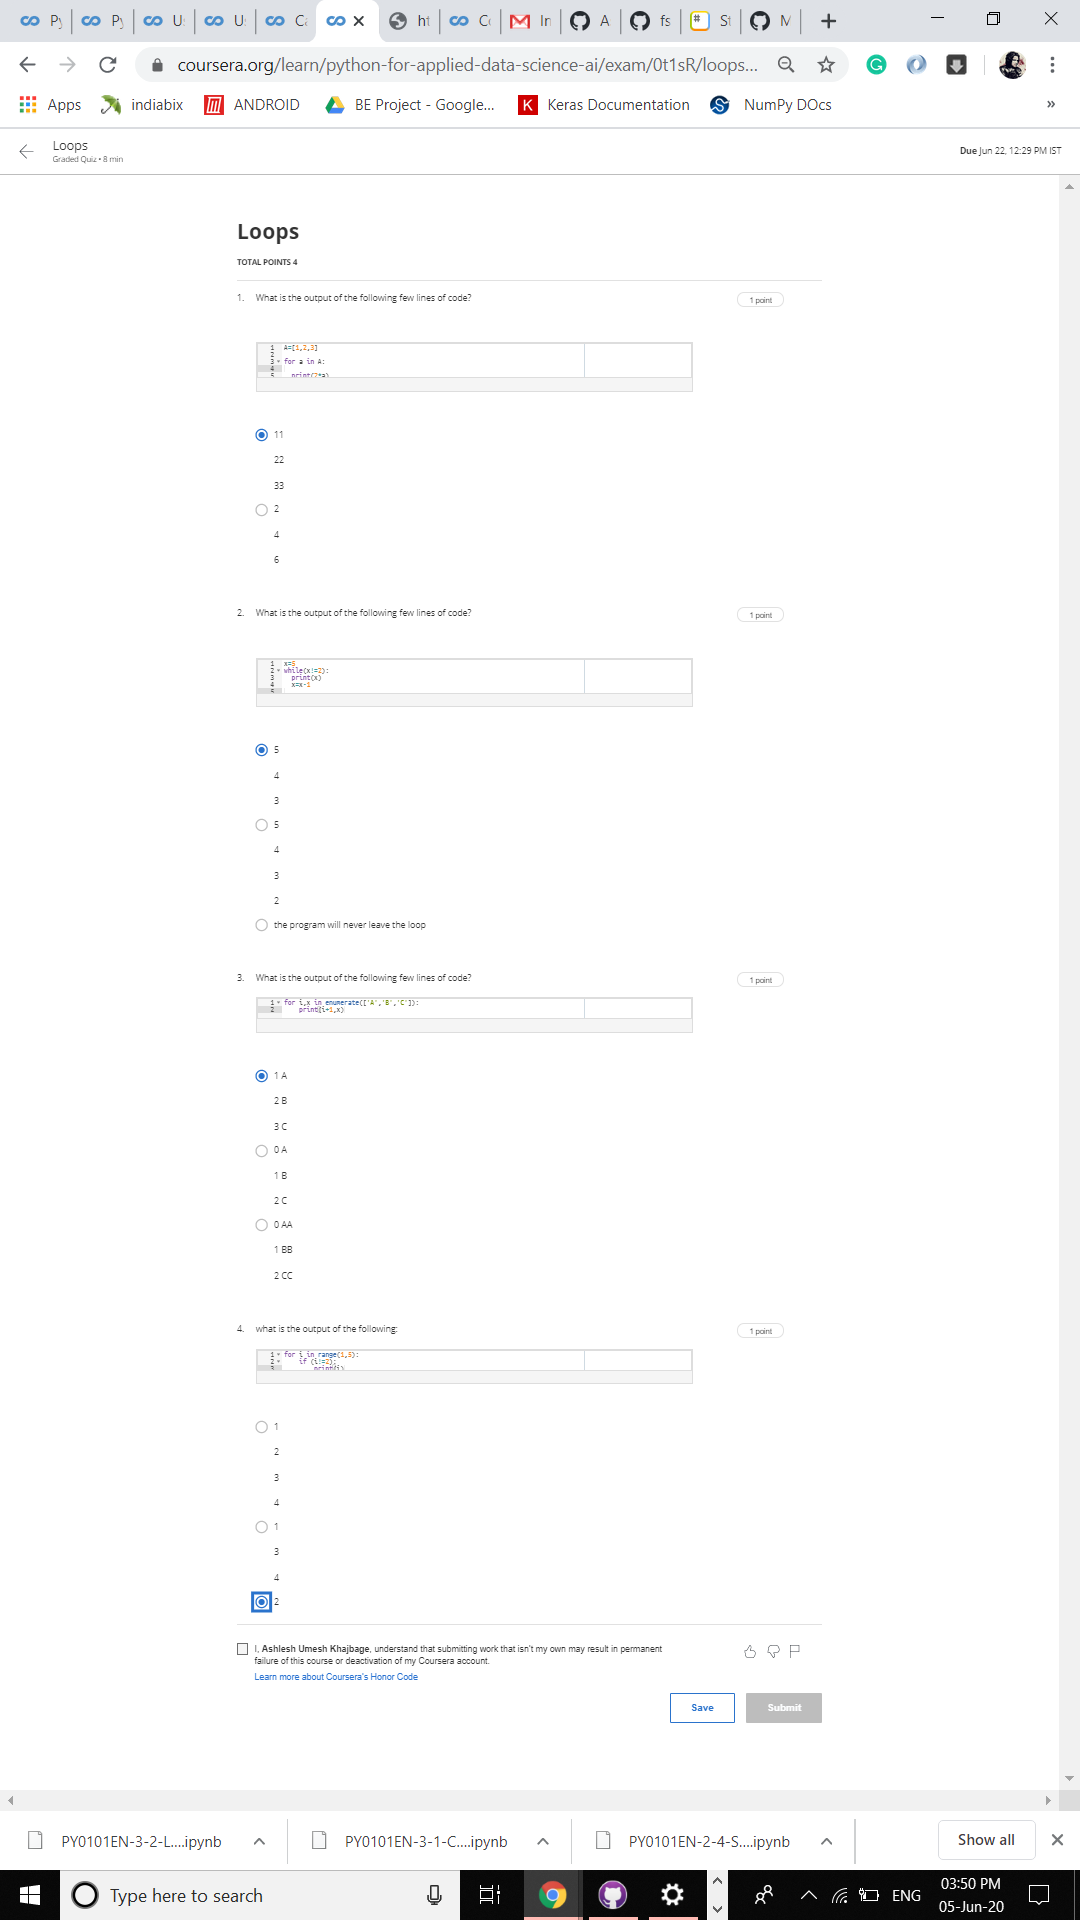 Py
Py
U
U
C
ht
C
In
A
fs
St
M
coursera.org/learn/python-for-applied-data-science-ai/exam/0t1sR/loops...
Apps
indiabix
ANDROID
BE Project - Google...
Keras Documentation
NumPy DOcs
»
Loops
Graded Quiz • 8 min
Due Jun 22, 12:29 PM IST
Loops
TOTAL POINTS 4
1. What is the output of the following few lines of code?
1 point
1 A=[1,2,3]
2
3 for a in A:
4
5 print(2*a)
11
22
33
2
4
6
2. What is the output of the following few lines of code?
1 point
1 x=5
2 while(x!=2):
3 print(x)
4 x=x-1
5
5
4
3
5
4
3
2
the program will never leave the loop
3. What is the output of the following few lines of code?
1 point
1 for i,x in enumerate(['A','B','C']):
2 print(i+1,x)
1 A
2 B
3 C
0 A
1 B
2 C
0 AA
1 BB
2 CC
4. what is the output of the following:
1 point
1 for i in range(1,5):
2 if (i!=2):
3 print(i)
1
2
3
4
1
3
4
2
I, Ashlesh Umesh Khajbage, understand that submitting work that isn't my own may result in permanent
failure of this course or deactivation of my Coursera account.
Learn more about Coursera's Honor Code
Save
Submit
PY0101EN-3-2-L....ipynb
PY0101EN-3-1-C....ipynb
PY0101EN-2-4-S....ipynb
Show all
Type here to search
ENG
03:50 PM
05-Jun-20